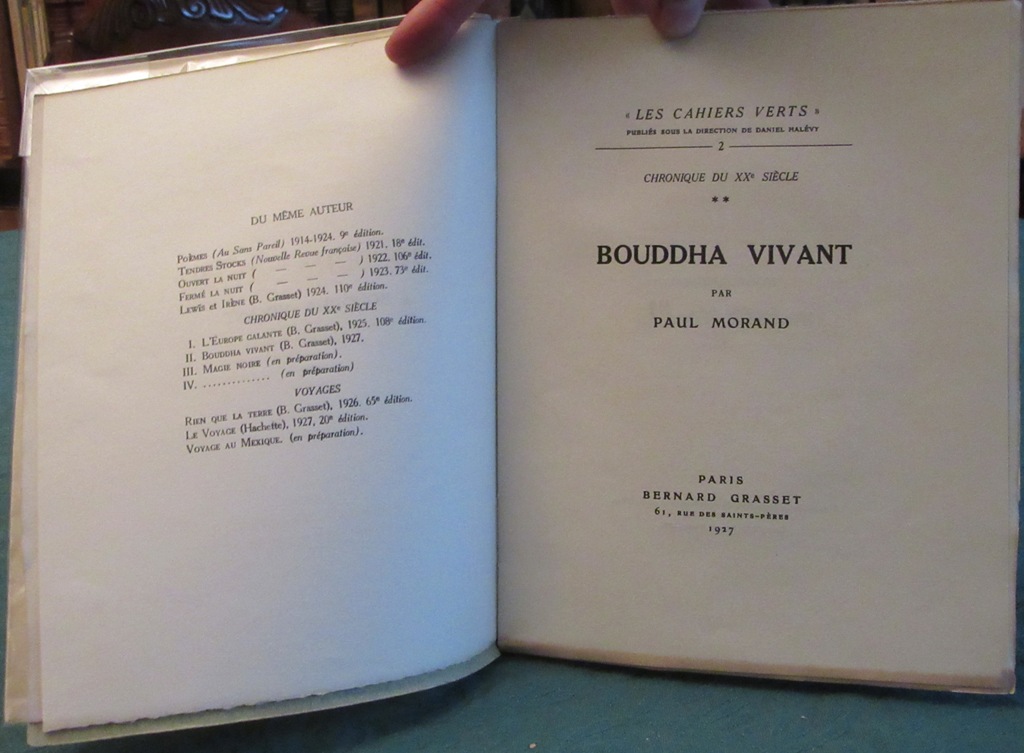 DU MÊME AUTEUR
POÈMES (Au Sans Pareil) 1914-1924. 9e édition.
TENDRES STOCKS (Nouvelle Revue française) 1921. 18e édit.
OUVERT LA NUIT ( — — — ) 1922. 106e édit.
FERMÉ LA NUIT ( — — — ) 1923. 73e édit.
LEWIS ET IRÈNE (B. Grasset) 1924. 110e édition.
CHRONIQUE DU XXe SIÈCLE
I. L'EUROPE GALANTE (B. Grasset), 1925. 108e édition.
II. BOUDDHA VIVANT (B. Grasset), 1927.
III. MAGIE NOIRE (en préparation).
IV. .............. (en préparation)
VOYAGES
RIEN QUE LA TERRE (B. Grasset), 1926. 65e édition.
LE VOYAGE (Hachette), 1927, 20e édition.
VOYAGE AU MEXIQUE. (en préparation).
« LES CAHIERS VERTS »
PUBLIÉS SOUS LA DIRECTION DE DANIEL HALÉVY
2
CHRONIQUE DU XXe SIÈCLE
* *
BOUDDHA VIVANT
PAR
PAUL MORAND
PARIS
BERNARD GRASSET
61, RUE DES SAINTS-PÈRES
1927